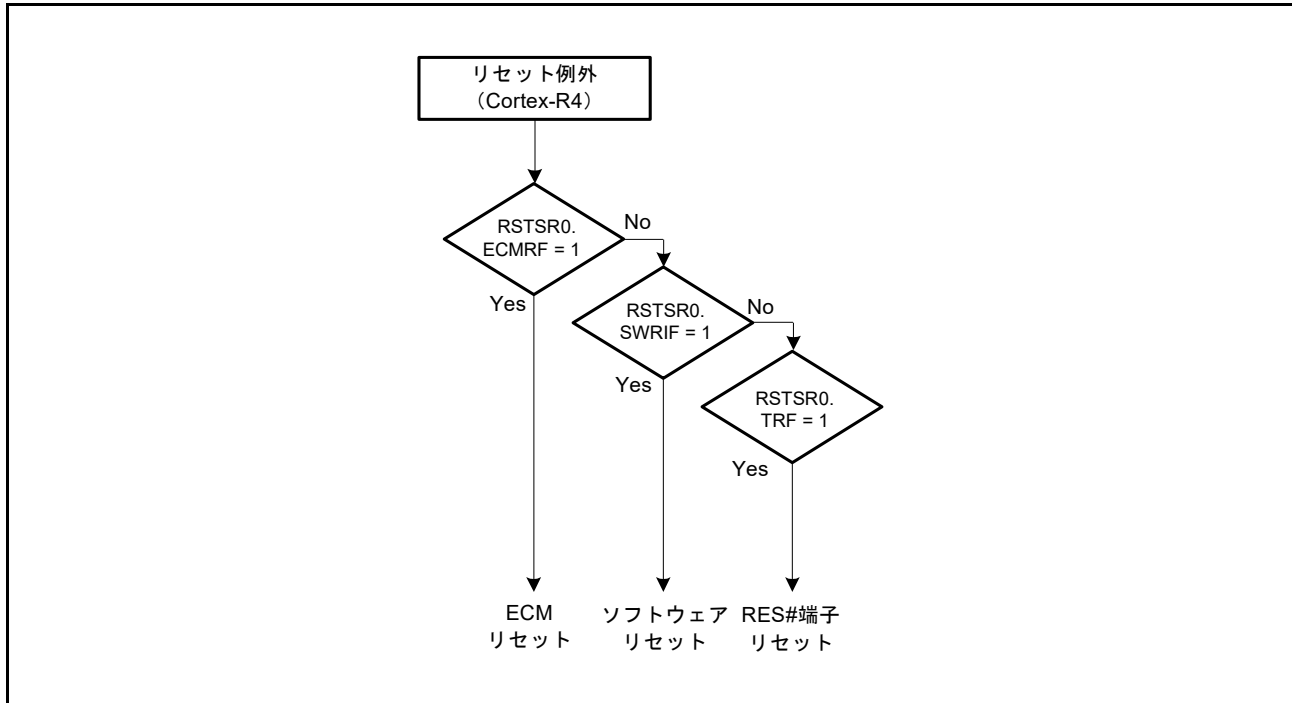 リセット例外
（Cortex-R4）
RSTSR0.
ECMRF = 1
No
Yes
RSTSR0.
SWRIF = 1
No
Yes
RSTSR0.
TRF = 1
Yes
ECM
リセット
ソフトウェア
リセット
RES#端子
リセット